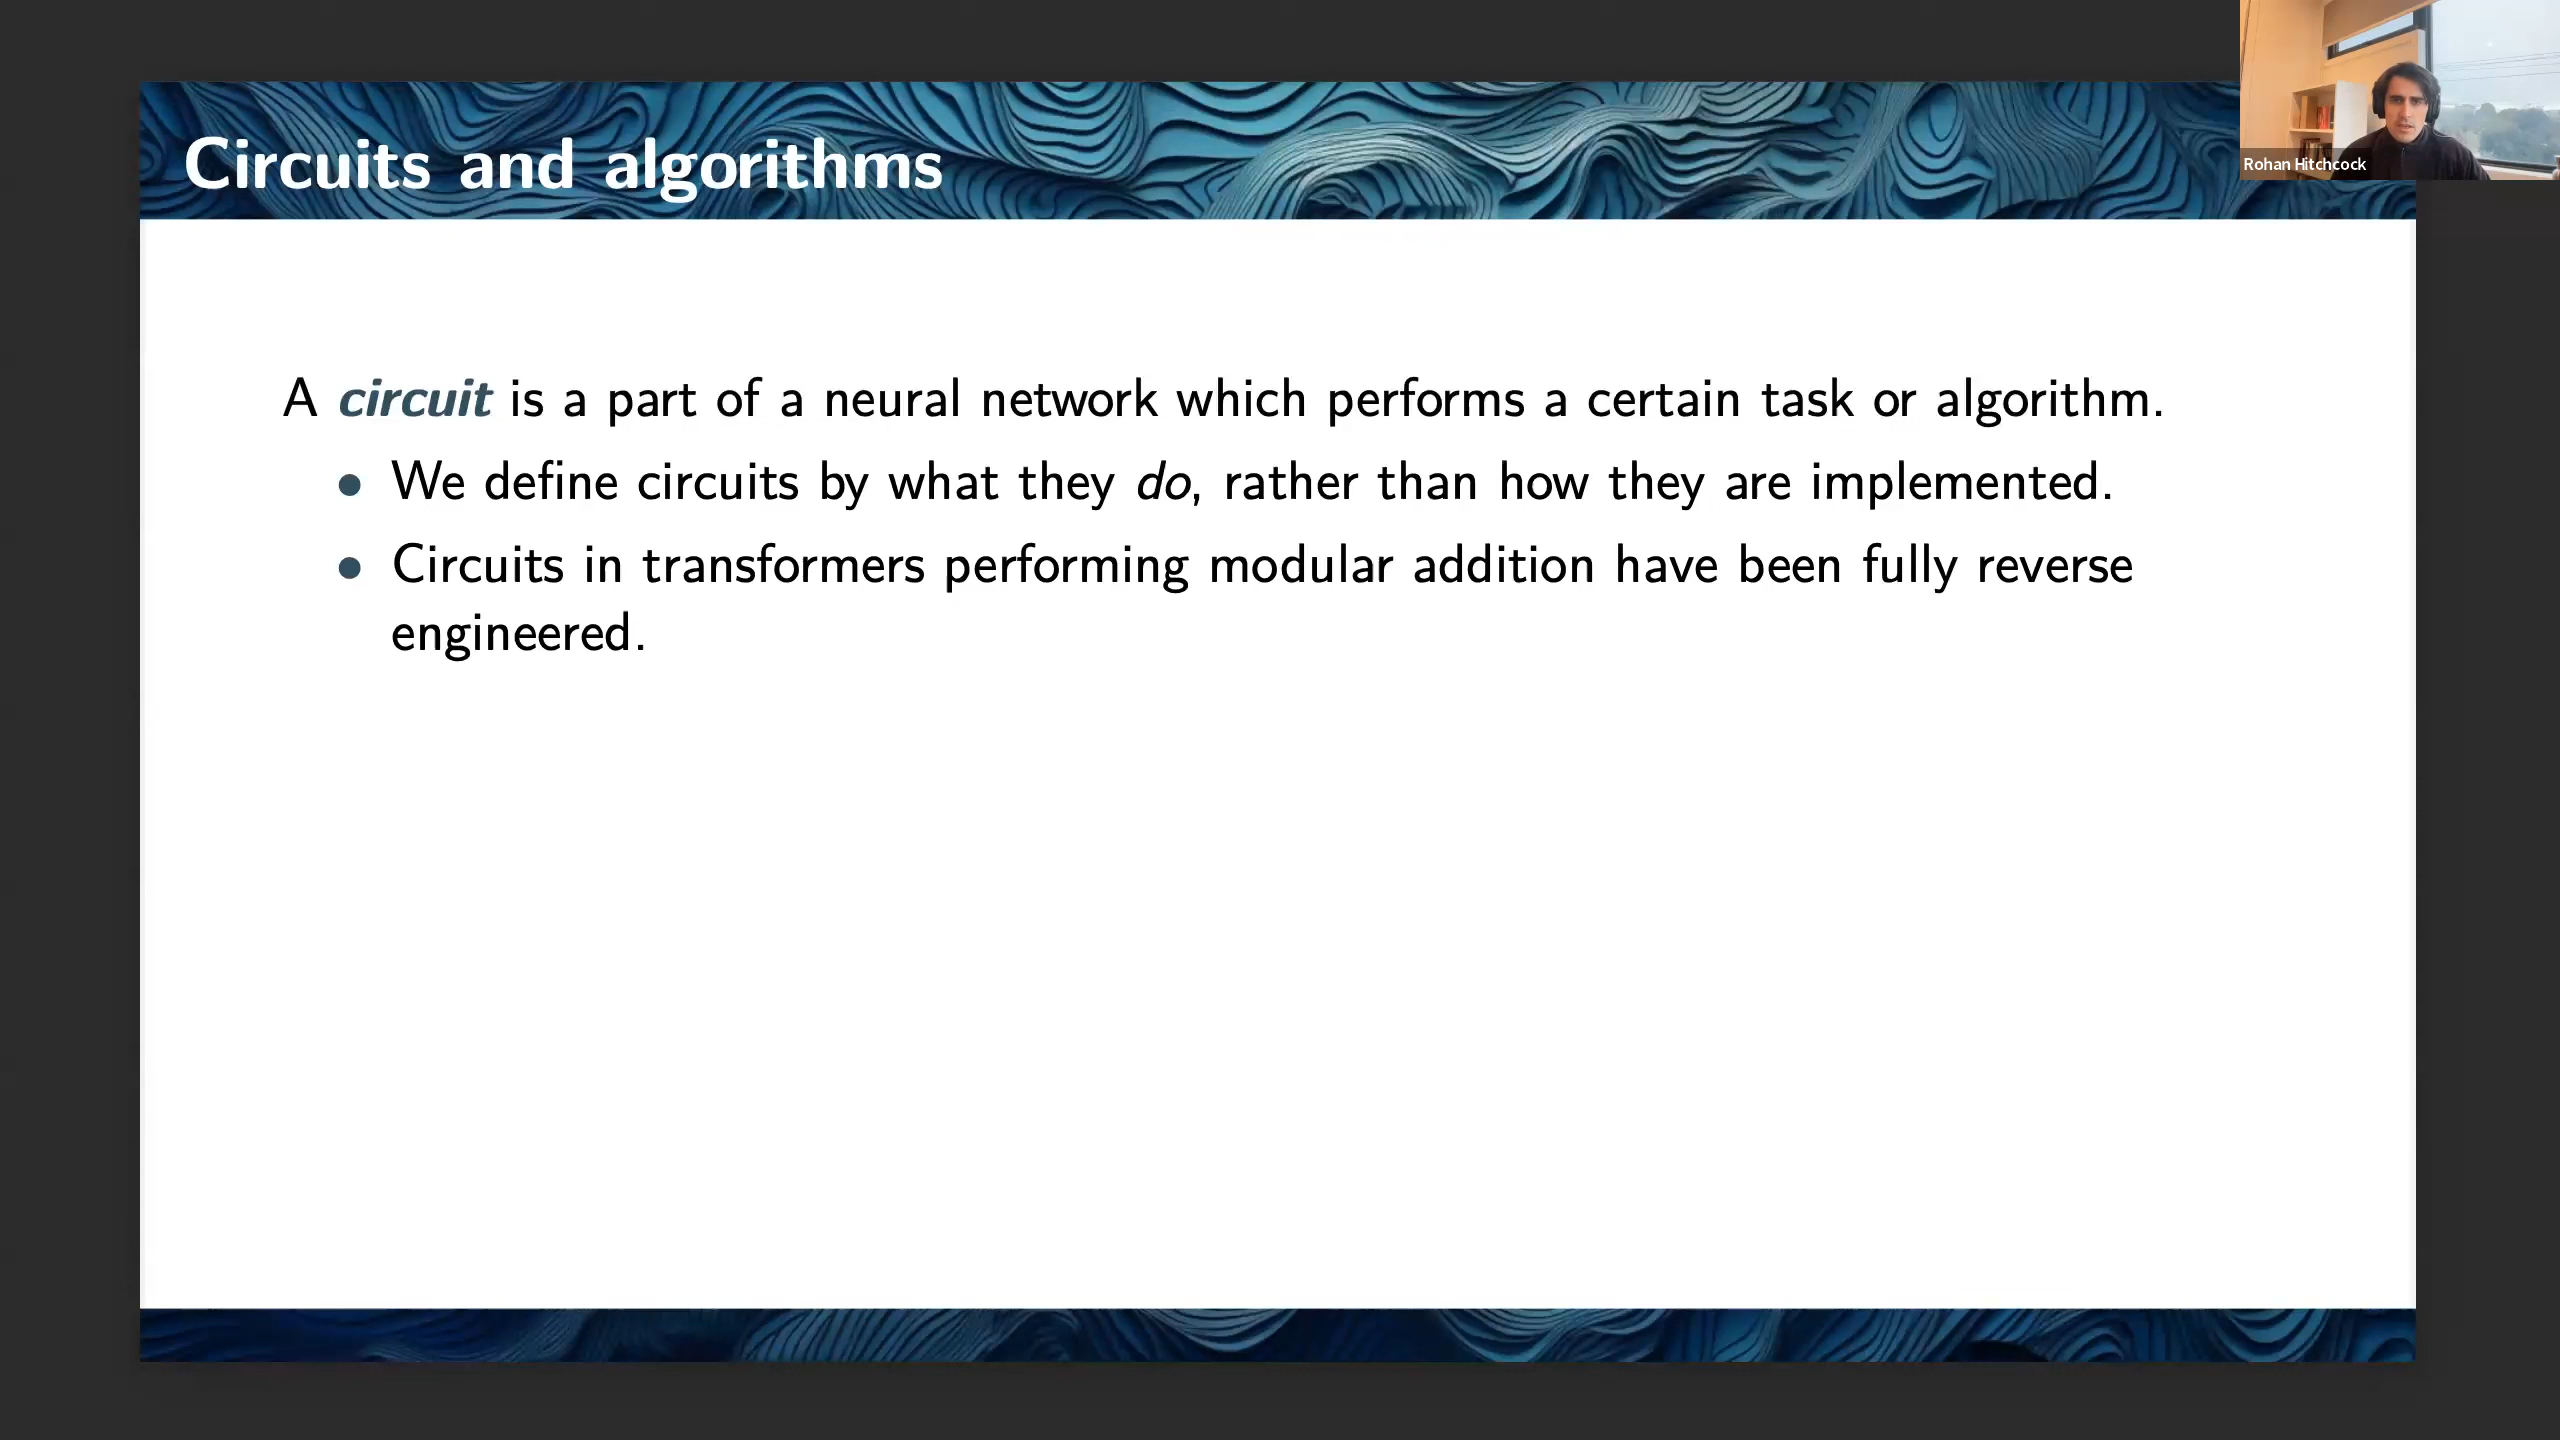 Circuits and algorithms
Rohan Hitchcock
A circuit is a part of a neural network which performs a certain task or algorithm.
• We define circuits by what they do, rather than how they are implemented.
• Circuits in transformers performing modular addition have been fully reverse
engineered.